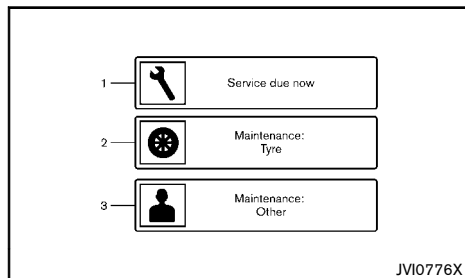 1
Service due now
2
Maintenance:
Tyre
3
Maintenance:
Other
JVI0776X